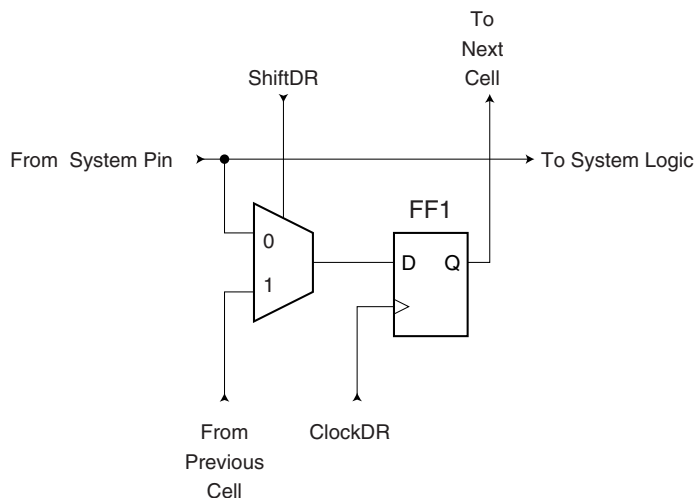 To
Next
Cell
ShiftDR
From System Pin
To System Logic
FF1
0
D Q
1
From
Previous
Cell
ClockDR